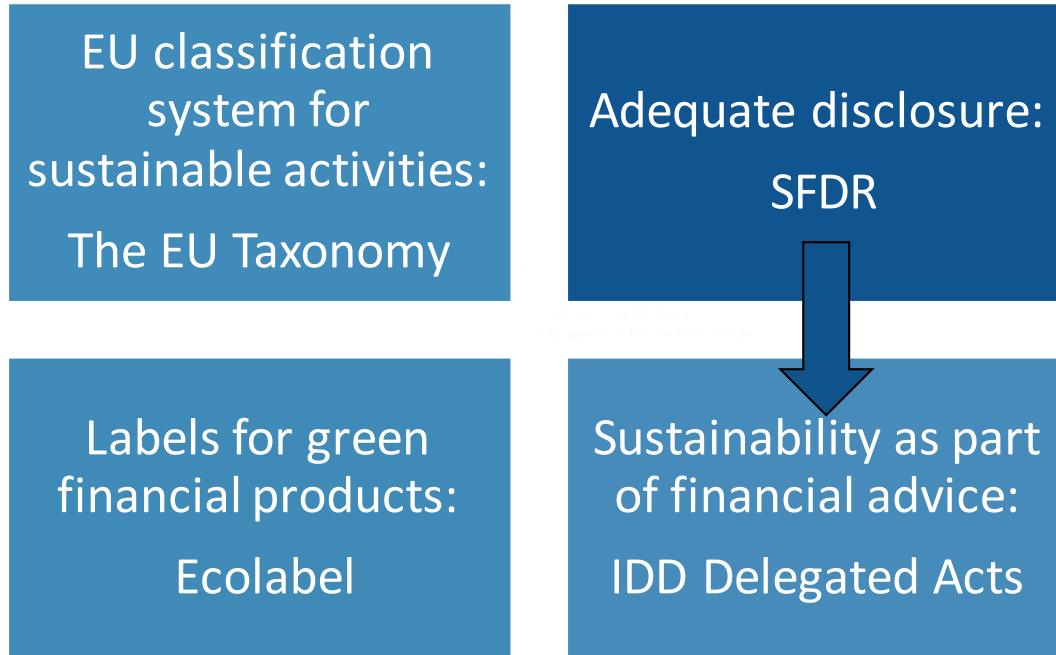 EU classification
system for
sustainable activities:
The EU Taxonomy
Adequate disclosure:
SFDR
Labels for green
financial products:
Ecolabel
Sustainability as part
of financial advice:
IDD Delegated Acts